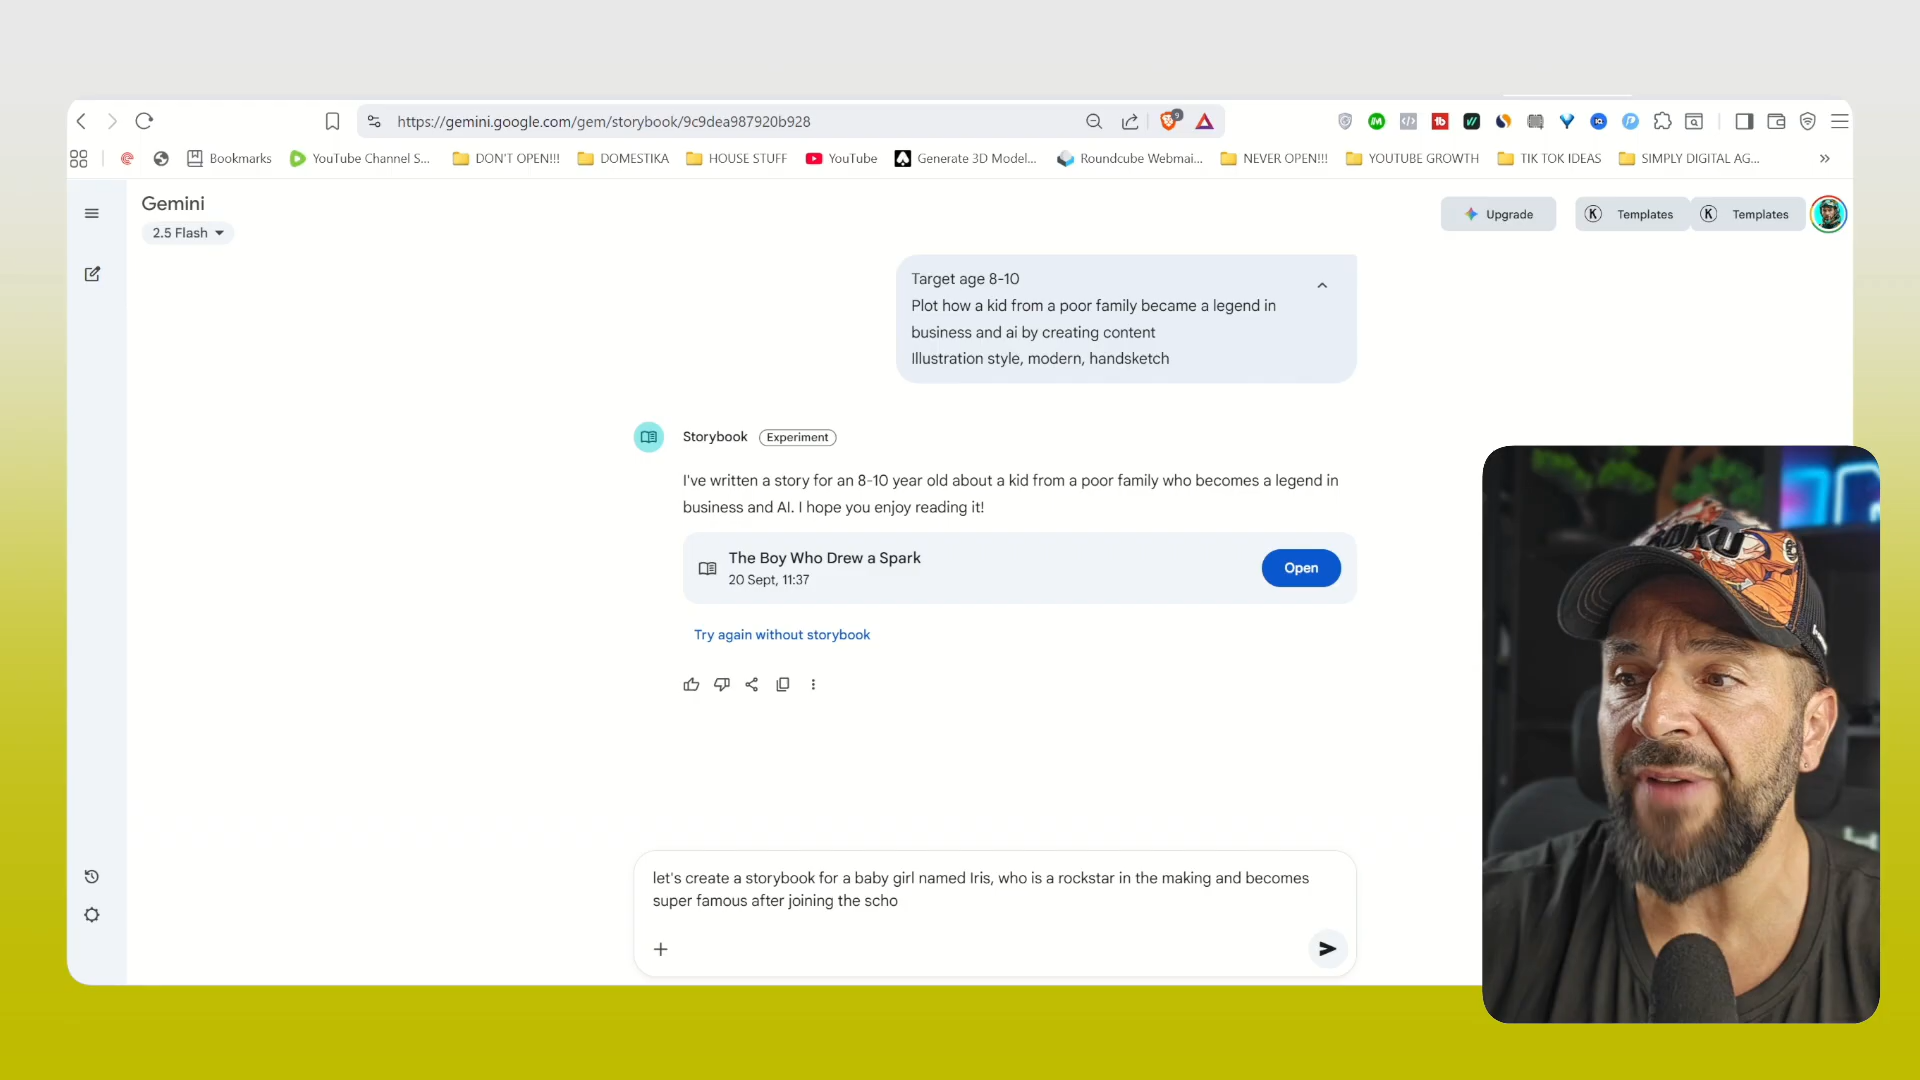 https://gemini.google.com/gem/storybook/9c9dea987920b928
9
Bookmarks
YouTube Channel S...
DON'T OPEN!!!
DOMESTIKA
HOUSE STUFF
YouTube
Generate 3D Model...
Roundcube Webmai...
NEVER OPEN!!!
YOUTUBE GROWTH
TIK TOK IDEAS
SIMPLY DIGITAL AG...
Gemini
2.5 Flash
Upgrade
K Templates
K Templates
Target age 8-10
Plot how a kid from a poor family became a legend in
business and ai by creating content
Illustration style, modern, handsketch
Storybook
Experiment
I've written a story for an 8-10 year old about a kid from a poor family who becomes a legend in
business and AI. I hope you enjoy reading it!
The Boy Who Drew a Spark
20 Sept, 11:37
Open
Try again without storybook
let's create a storybook for a baby girl named Iris, who is a rockstar in the making and becomes
super famous after joining the scho